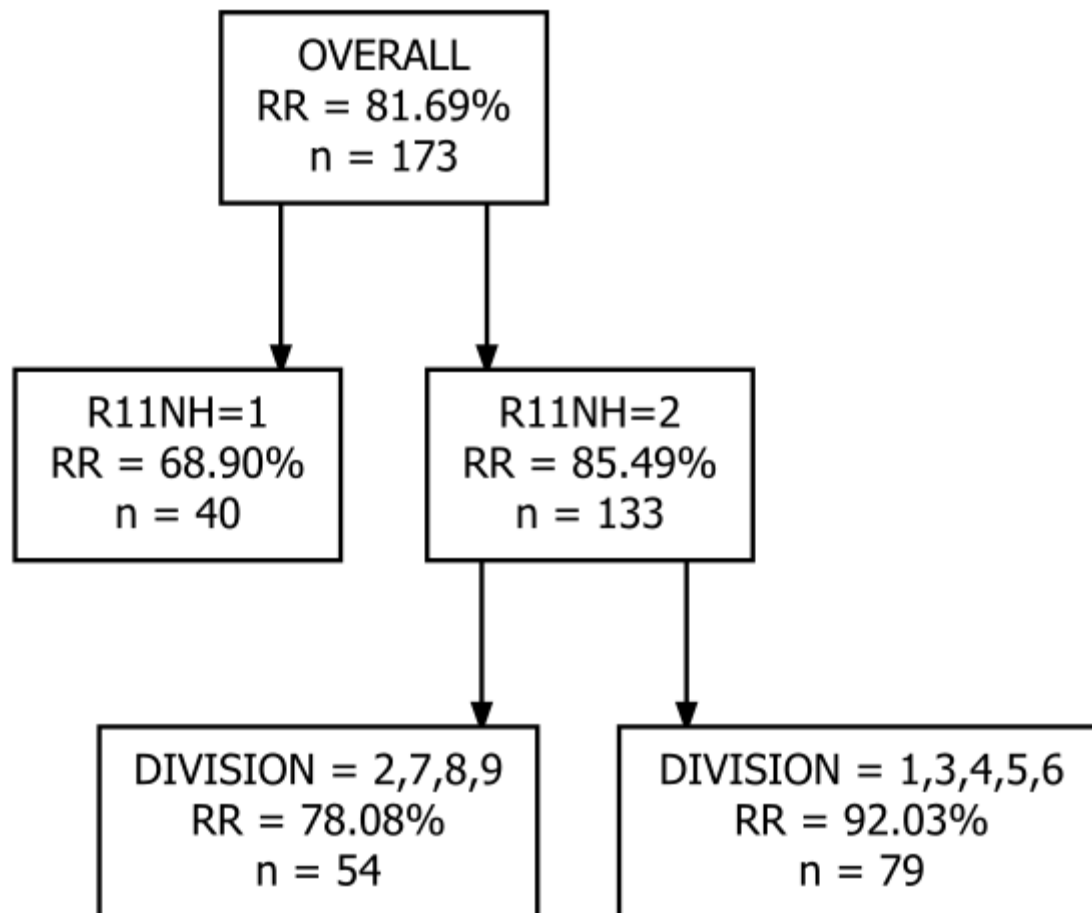 OVERALL
RR = 81.69%
n = 173
R11NH=1
RR = 68.90%
n = 40
R11NH=2
RR = 85.49%
n = 133
DIVISION = 2,7,8,9
RR = 78.08%
n = 54
DIVISION = 1,3,4,5,6
RR = 92.03%
n = 79